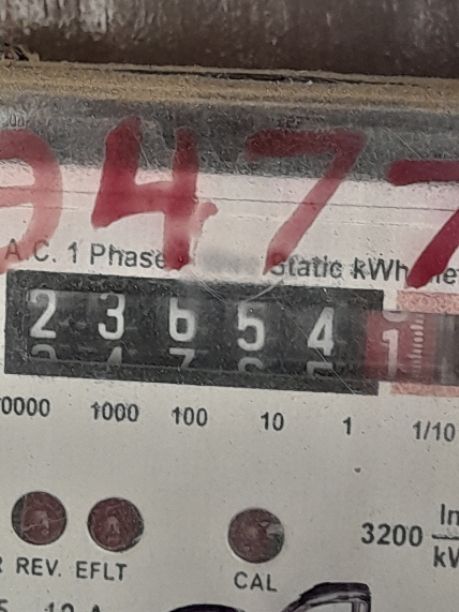 9477
A.C. 1 Phase Static kWh
2 3 6 5 4 1
0000 1000 100 10 1 1/10
3200
REV. EFLT CAL